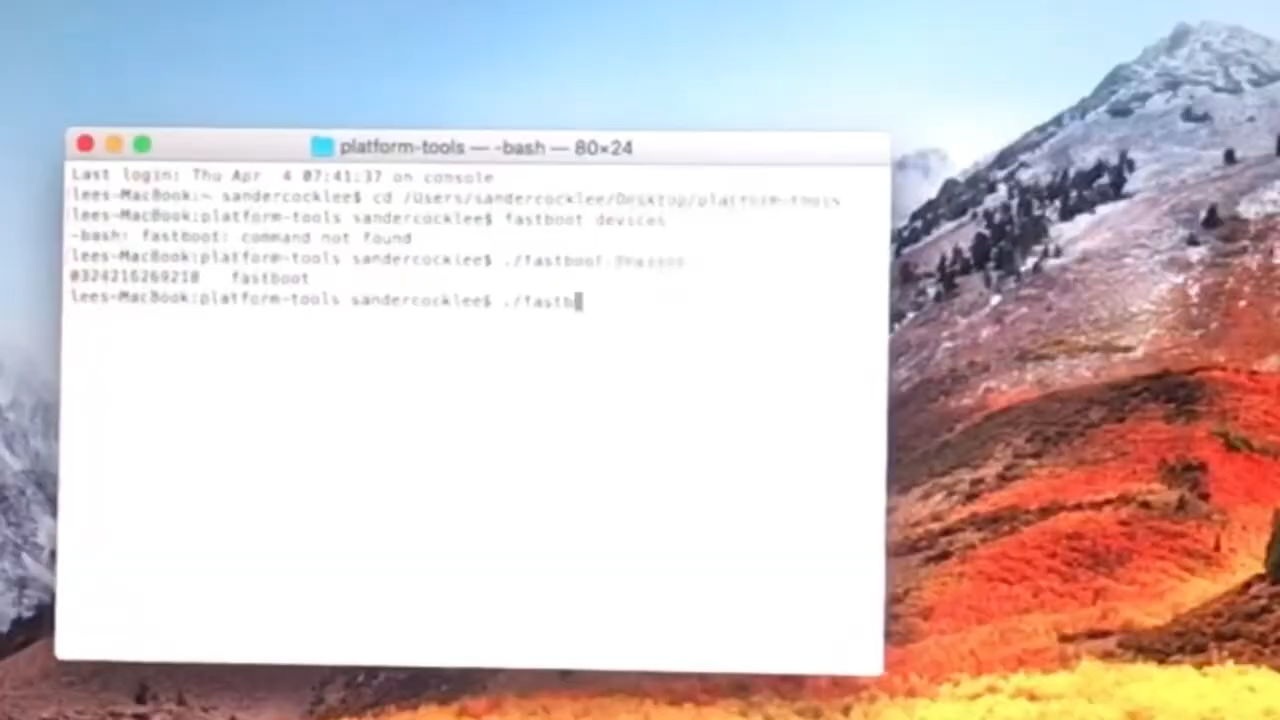 platform-tools — -bash — 80×24
Last login: Thu Apr 4 07:41:37 on console
lees-MacBook:~ sandercocklee$ cd /Users/sandercocklee/Desktop/platform-tools
lees-MacBook:platform-tools sandercocklee$ fastboot devices
-bash: fastboot: command not found
lees-MacBook:platform-tools sandercocklee$ ./fastboot
0324216269218 fastboot
lees-MacBook:platform-tools sandercocklee$ ./fastb